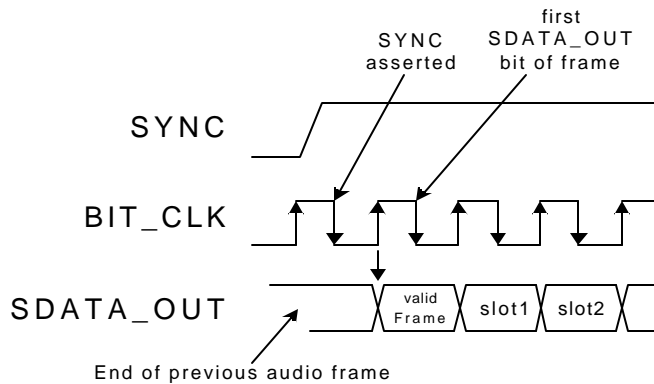 first
SYNC SDATA_OUT
asserted bit of frame
SYNC
BIT_CLK
SDATA_OUT
valid
Frame
slot1
slot2
End of previous audio frame